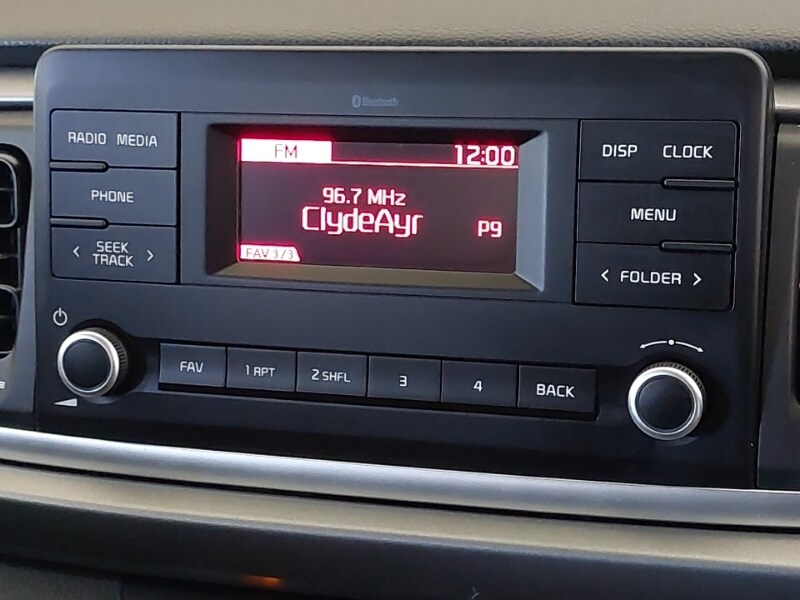 Bluetooth
RADIO MEDIA
PHONE
< SEEK >
TRACK
FM 12:00
96.7 MHz
ClydeAyr
P9
FAV 3/3
DISP CLOCK
MENU
< FOLDER >
FAV
1 RPT
2 SHFL
3
4
BACK